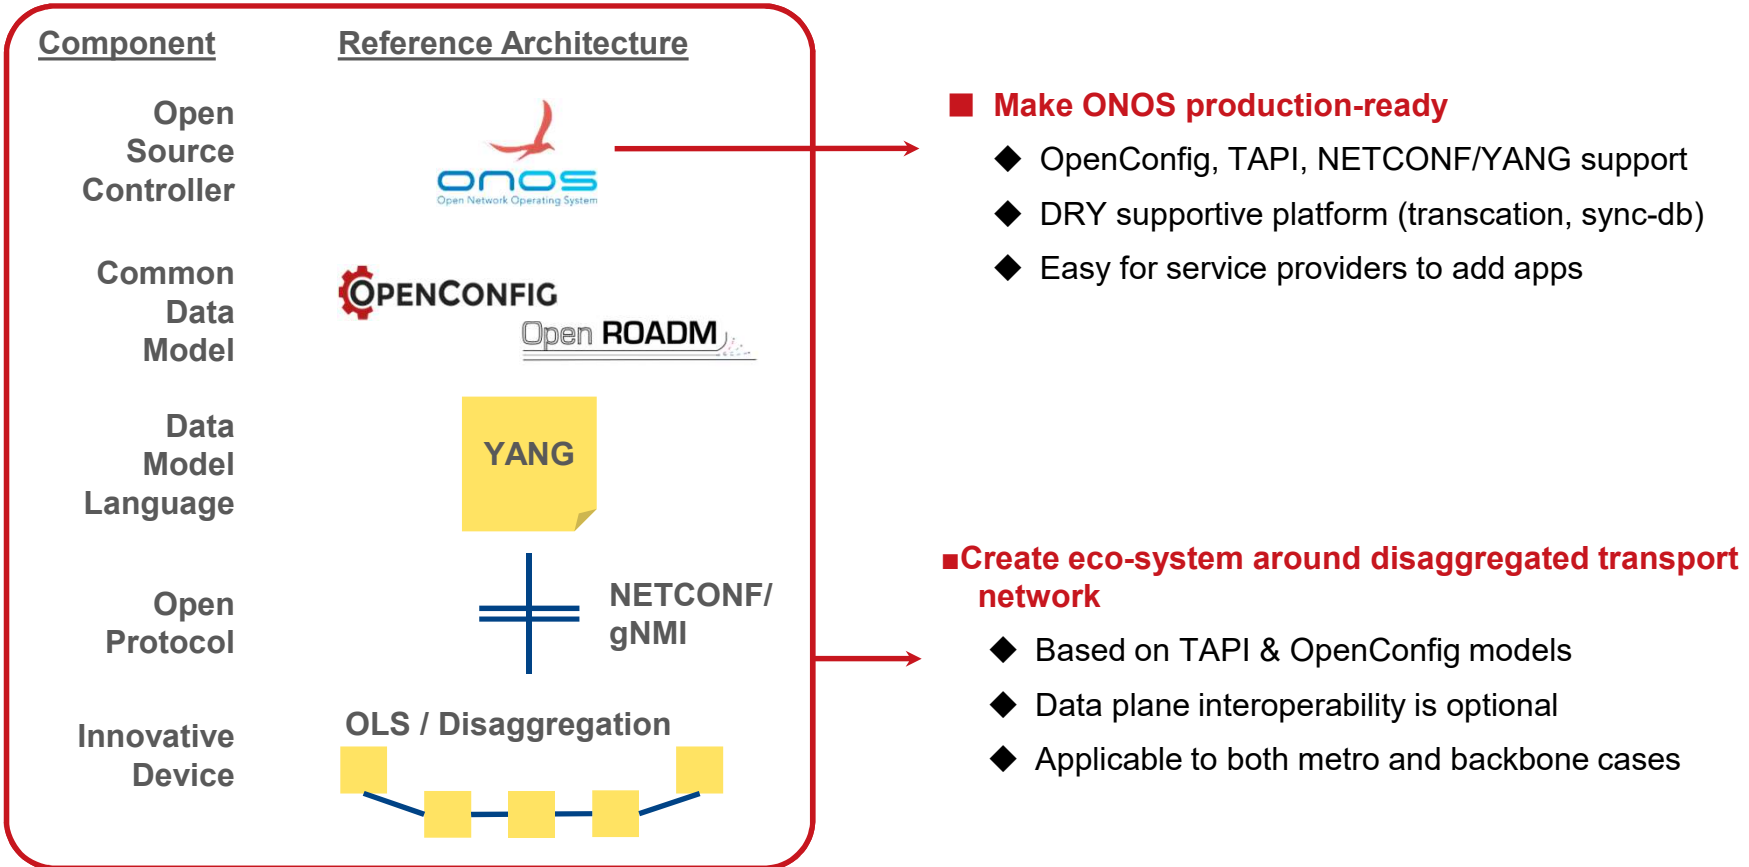 Component
Reference Architecture
Open
Source
Controller
onos
Open Network Operating System
Common
Data
Model
OPENCONFIG
Open ROADM
Data
Model
Language
YANG
Open
Protocol
NETCONF/
gNMI
Innovative
Device
OLS / Disaggregation
Make ONOS production-ready
OpenConfig, TAPI, NETCONF/YANG support
DRY supportive platform (transcation, sync-db)
Easy for service providers to add apps
Create eco-system around disaggregated transport
network
Based on TAPI & OpenConfig models
Data plane interoperability is optional
Applicable to both metro and backbone cases